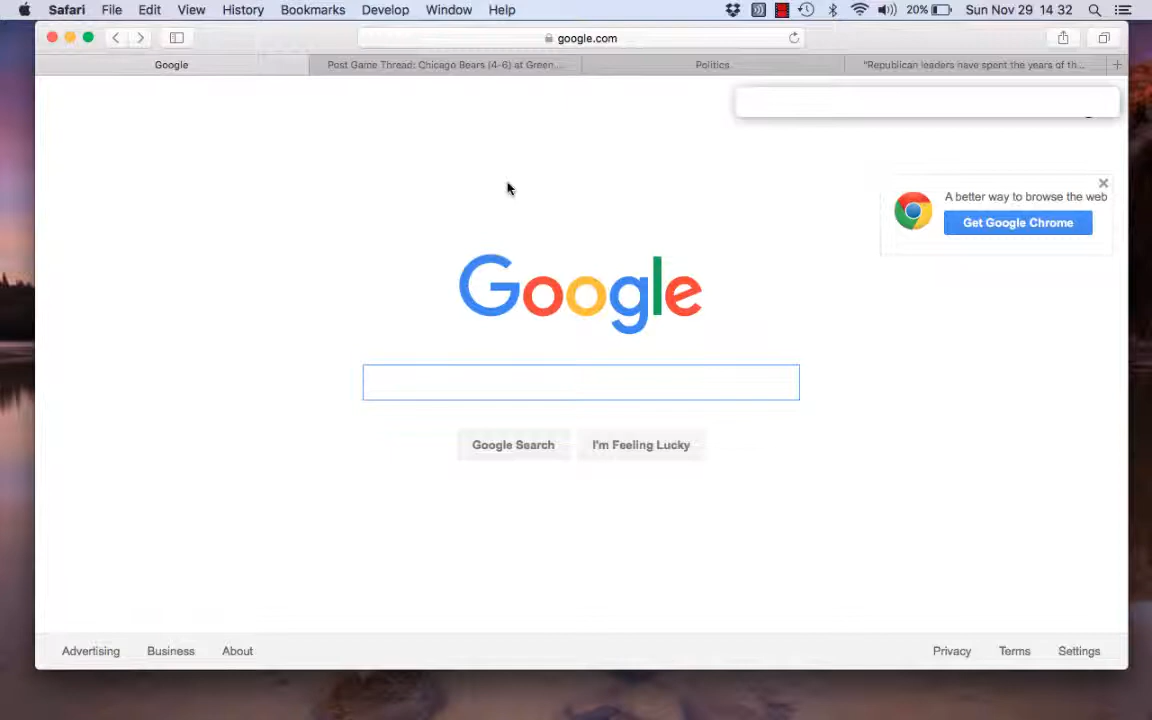 Safari File Edit View History Bookmarks Develop Window Help 20% Sun Nov 29 14 32
google.com
Google Post Game Thread: Chicago Bears (4-6) at Green... Politics "Republican leaders have spent the years of th... +
A better way to browse the web
Get Google Chrome
Google
Google Search I'm Feeling Lucky
Advertising Business About Privacy Terms Settings